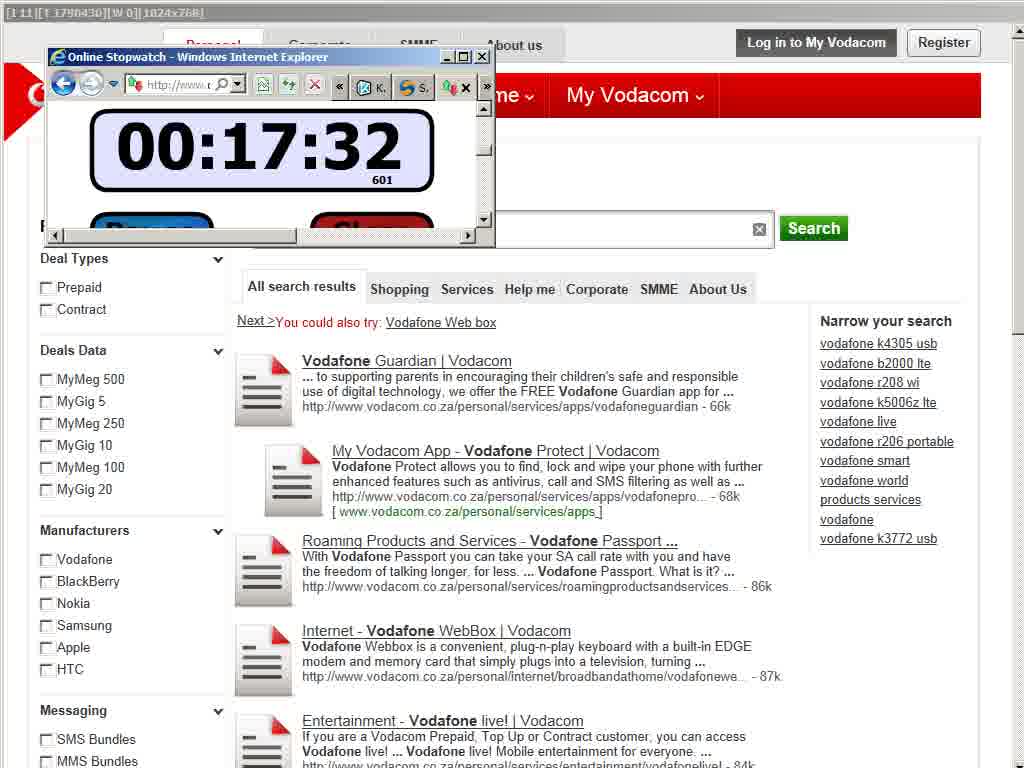 [I 11][T 1790430][W 0][1024x768]
Personal
Corporate
SMME
About us
Log in to My Vodacom
Register
Online Stopwatch - Windows Internet Explorer
http://www.
«
K.
S.
»
me
My Vodacom
00:17:32
601
Search
Deal Types
Prepaid
Contract
Deals Data
MyMeg 500
MyGig 5
MyMeg 250
MyGig 10
MyMeg 100
MyGig 20
Manufacturers
Vodafone
BlackBerry
Nokia
Samsung
Apple
HTC
Messaging
SMS Bundles
MMS Bundles
All search results
Shopping
Services
Help me
Corporate
SMME
About Us
Next >You could also try: Vodafone Web box
Vodafone Guardian | Vodacom
... to supporting parents in encouraging their children's safe and responsible
use of digital technology, we offer the FREE Vodafone Guardian app for ...
http://www.vodacom.co.za/personal/services/apps/vodafoneguardian - 66k
My Vodacom App - Vodafone Protect | Vodacom
Vodafone Protect allows you to find, lock and wipe your phone with further
enhanced features such as antivirus, call and SMS filtering as well as ...
http://www.vodacom.co.za/personal/services/apps/vodafonepro... - 68k
[ www.vodacom.co.za/personal/services/apps ]
Roaming Products and Services - Vodafone Passport ...
With Vodafone Passport you can take your SA call rate with you and have
the freedom of talking longer, for less. ... Vodafone Passport. What is it? ...
http://www.vodacom.co.za/personal/services/roamingproductsandservices... - 86k
Internet - Vodafone WebBox | Vodacom
Vodafone Webbox is a convenient, plug-n-play keyboard with a built-in EDGE
modem and memory card that simply plugs into a television, turning ...
http://www.vodacom.co.za/personal/internet/broadbandathome/vodafonewe... - 87k
Entertainment - Vodafone live! | Vodacom
If you are a Vodacom Prepaid, Top Up or Contract customer, you can access
Vodafone live! ... Vodafone live! Mobile entertainment for everyone. ...
http://www.vodacom.co.za/personal/services/entertainment/vodafonelive! - 84k
Narrow your search
vodafone k4305 usb
vodafone b2000 lte
vodafone r208 wi
vodafone k5006z lte
vodafone live
vodafone r206 portable
vodafone smart
vodafone world
products services
vodafone
vodafone k3772 usb